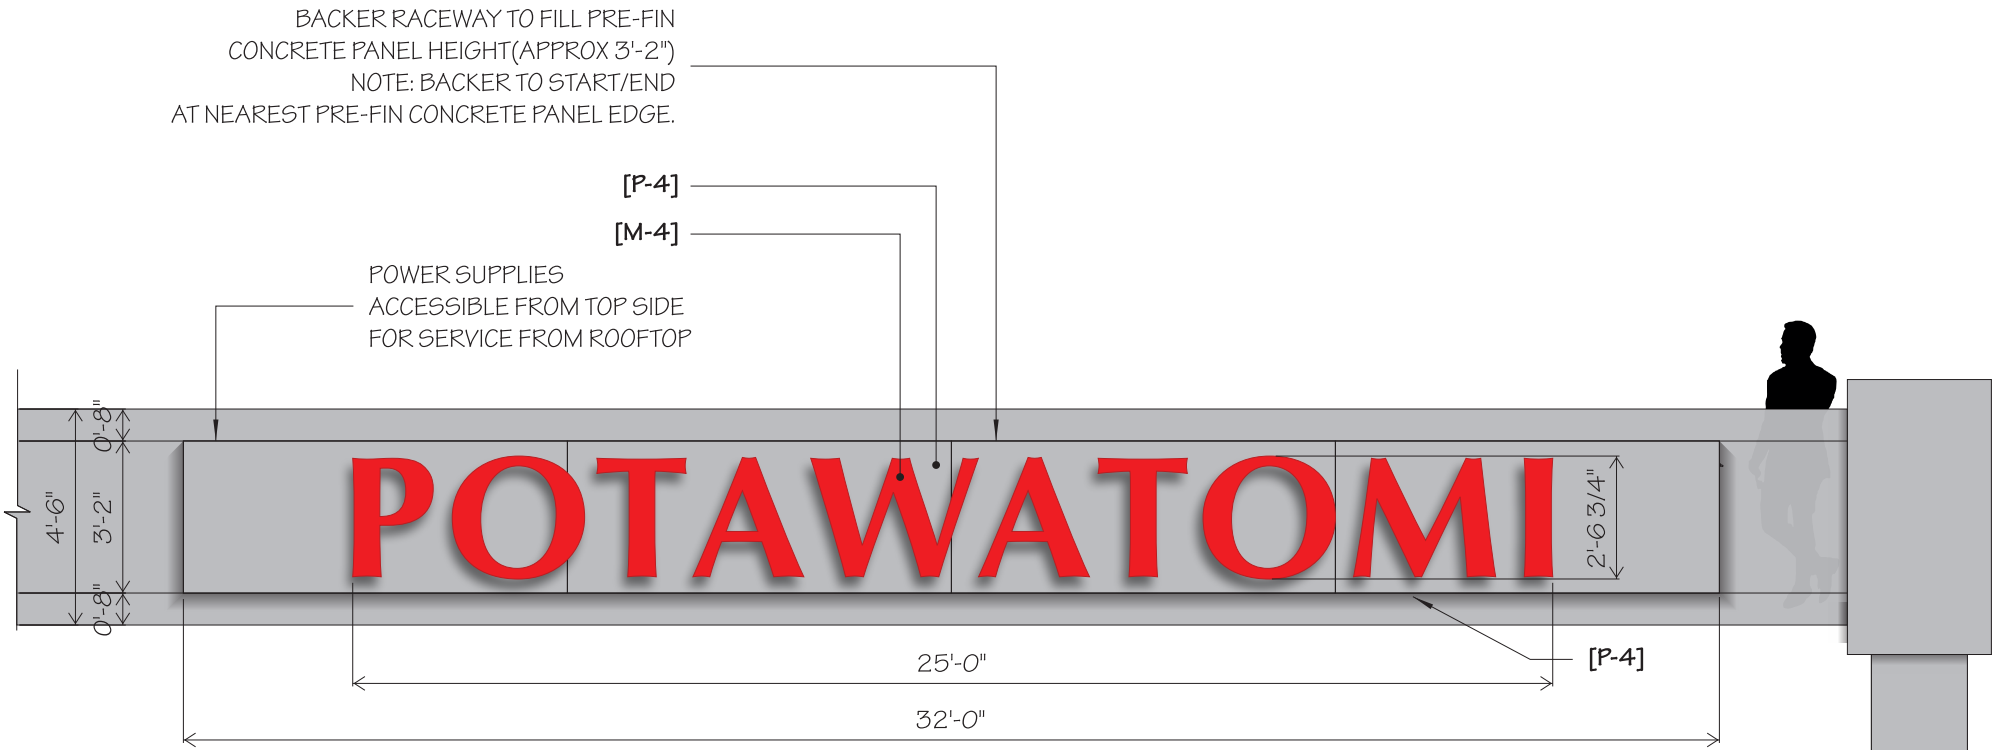 BACKER RACEWAY TO FILL PRE-FIN
CONCRETE PANEL HEIGHT(APPROX 3'-2")
NOTE: BACKER TO START/END
AT NEAREST PRE-FIN CONCRETE PANEL EDGE.
[P-4]
[M-4]
POWER SUPPLIES
ACCESSIBLE FROM TOP SIDE
FOR SERVICE FROM ROOFTOP
0'-8"
4'-6"
3'-2"
0'-8"
POTAWATOMI
2'-6 3/4"
[P-4]
25'-0"
32'-0"